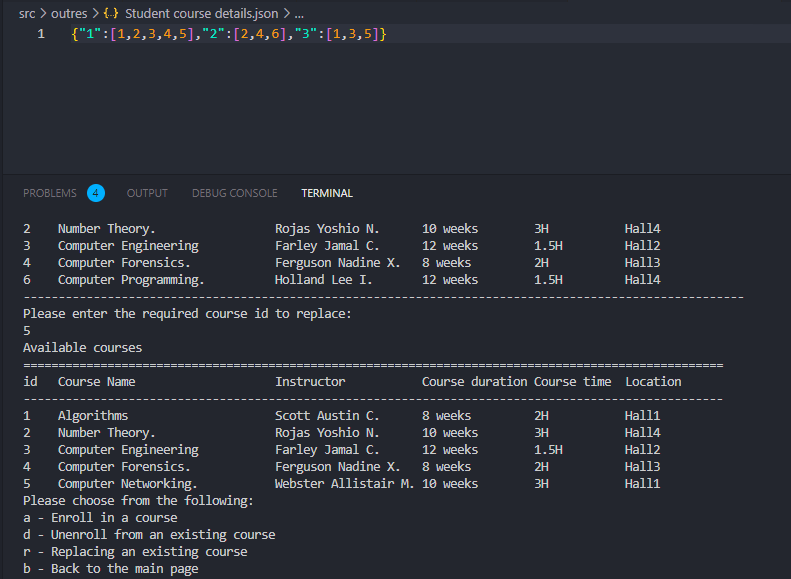 src > outres > {..} Student course details.json > ...
1 {"1":[1,2,3,4,5],"2":[2,4,6],"3":[1,3,5]}
PROBLEMS 4 OUTPUT DEBUG CONSOLE TERMINAL
2 Number Theory. Rojas Yoshio N. 10 weeks 3H Hall4
3 Computer Engineering Farley Jamal C. 12 weeks 1.5H Hall2
4 Computer Forensics. Ferguson Nadine X. 8 weeks 2H Hall3
6 Computer Programming. Holland Lee I. 12 weeks 1.5H Hall4
-------------------------------------------------------------------------------------------------------
Please enter the required course id to replace:
5
Available courses
====================================================================================================
id Course Name Instructor Course duration Course time Location
----------------------------------------------------------------------------------------------------
1 Algorithms Scott Austin C. 8 weeks 2H Hall1
2 Number Theory. Rojas Yoshio N. 10 weeks 3H Hall4
3 Computer Engineering Farley Jamal C. 12 weeks 1.5H Hall2
4 Computer Forensics. Ferguson Nadine X. 8 weeks 2H Hall3
5 Computer Networking. Webster Allistair M. 10 weeks 3H Hall1
Please choose from the following:
a - Enroll in a course
d - Unenroll from an existing course
r - Replacing an existing course
b - Back to the main page